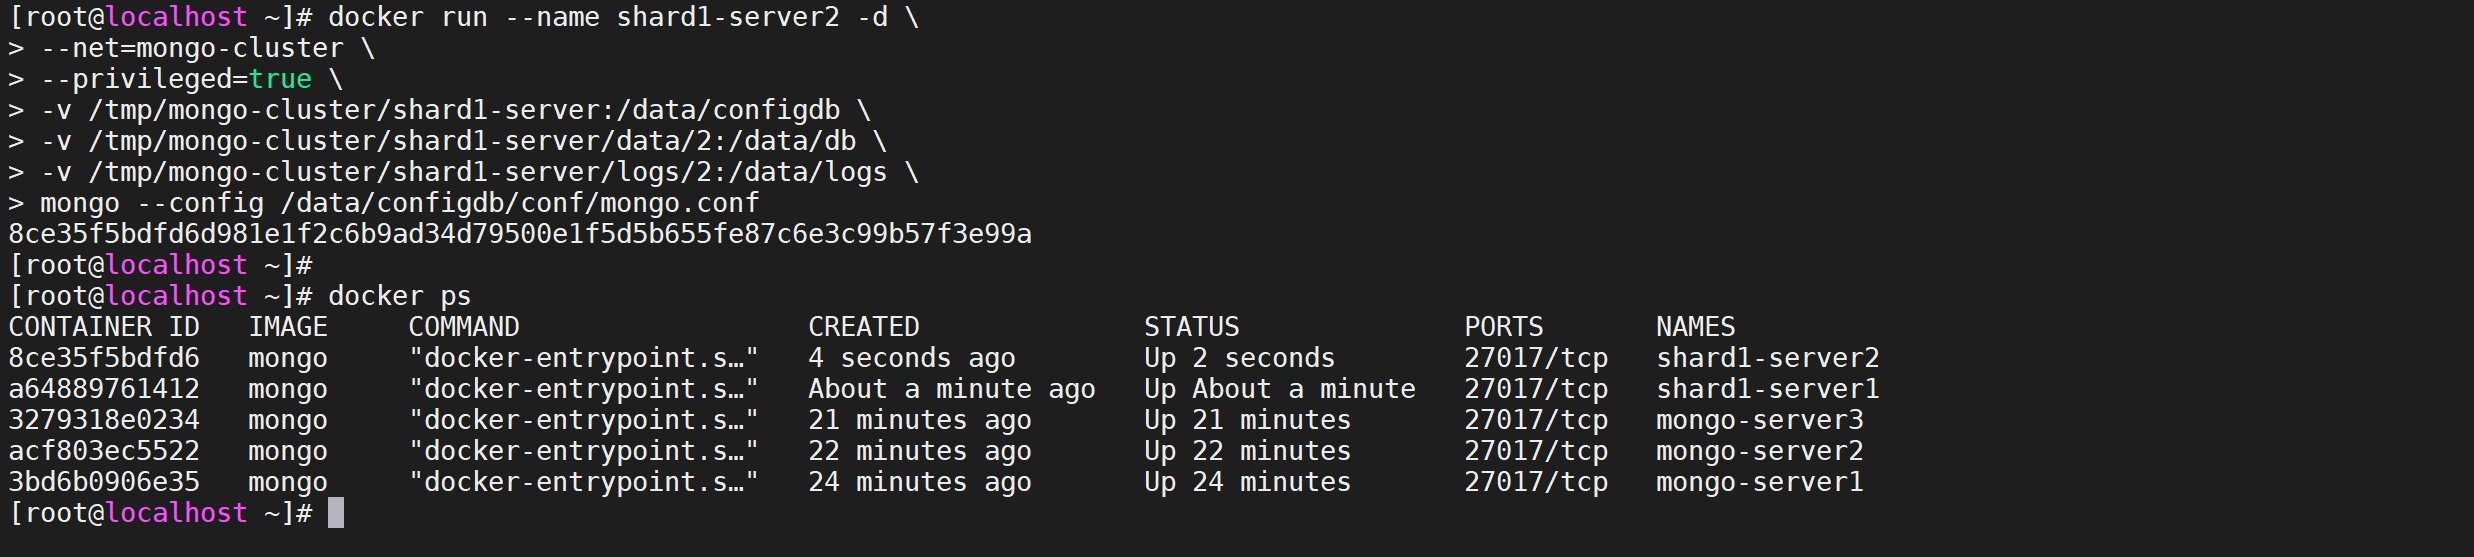 [root@localhost ~]# docker run --name shard1-server2 -d \
> --net=mongo-cluster \
> --privileged=true \
> -v /tmp/mongo-cluster/shard1-server:/data/configdb \
> -v /tmp/mongo-cluster/shard1-server/data/2:/data/db \
> -v /tmp/mongo-cluster/shard1-server/logs/2:/data/logs \
> mongo --config /data/configdb/conf/mongo.conf
8ce35f5bdfd6d981e1f2c6b9ad34d79500e1f5d5b655fe87c6e3c99b57f3e99a
[root@localhost ~]#
[root@localhost ~]# docker ps
CONTAINER ID   IMAGE     COMMAND                  CREATED              STATUS              PORTS       NAMES
8ce35f5bdfd6   mongo     "docker-entrypoint.s…"   4 seconds ago        Up 2 seconds        27017/tcp   shard1-server2
a64889761412   mongo     "docker-entrypoint.s…"   About a minute ago   Up About a minute   27017/tcp   shard1-server1
3279318e0234   mongo     "docker-entrypoint.s…"   21 minutes ago       Up 21 minutes       27017/tcp   mongo-server3
acf803ec5522   mongo     "docker-entrypoint.s…"   22 minutes ago       Up 22 minutes       27017/tcp   mongo-server2
3bd6b0906e35   mongo     "docker-entrypoint.s…"   24 minutes ago       Up 24 minutes       27017/tcp   mongo-server1
[root@localhost ~]#